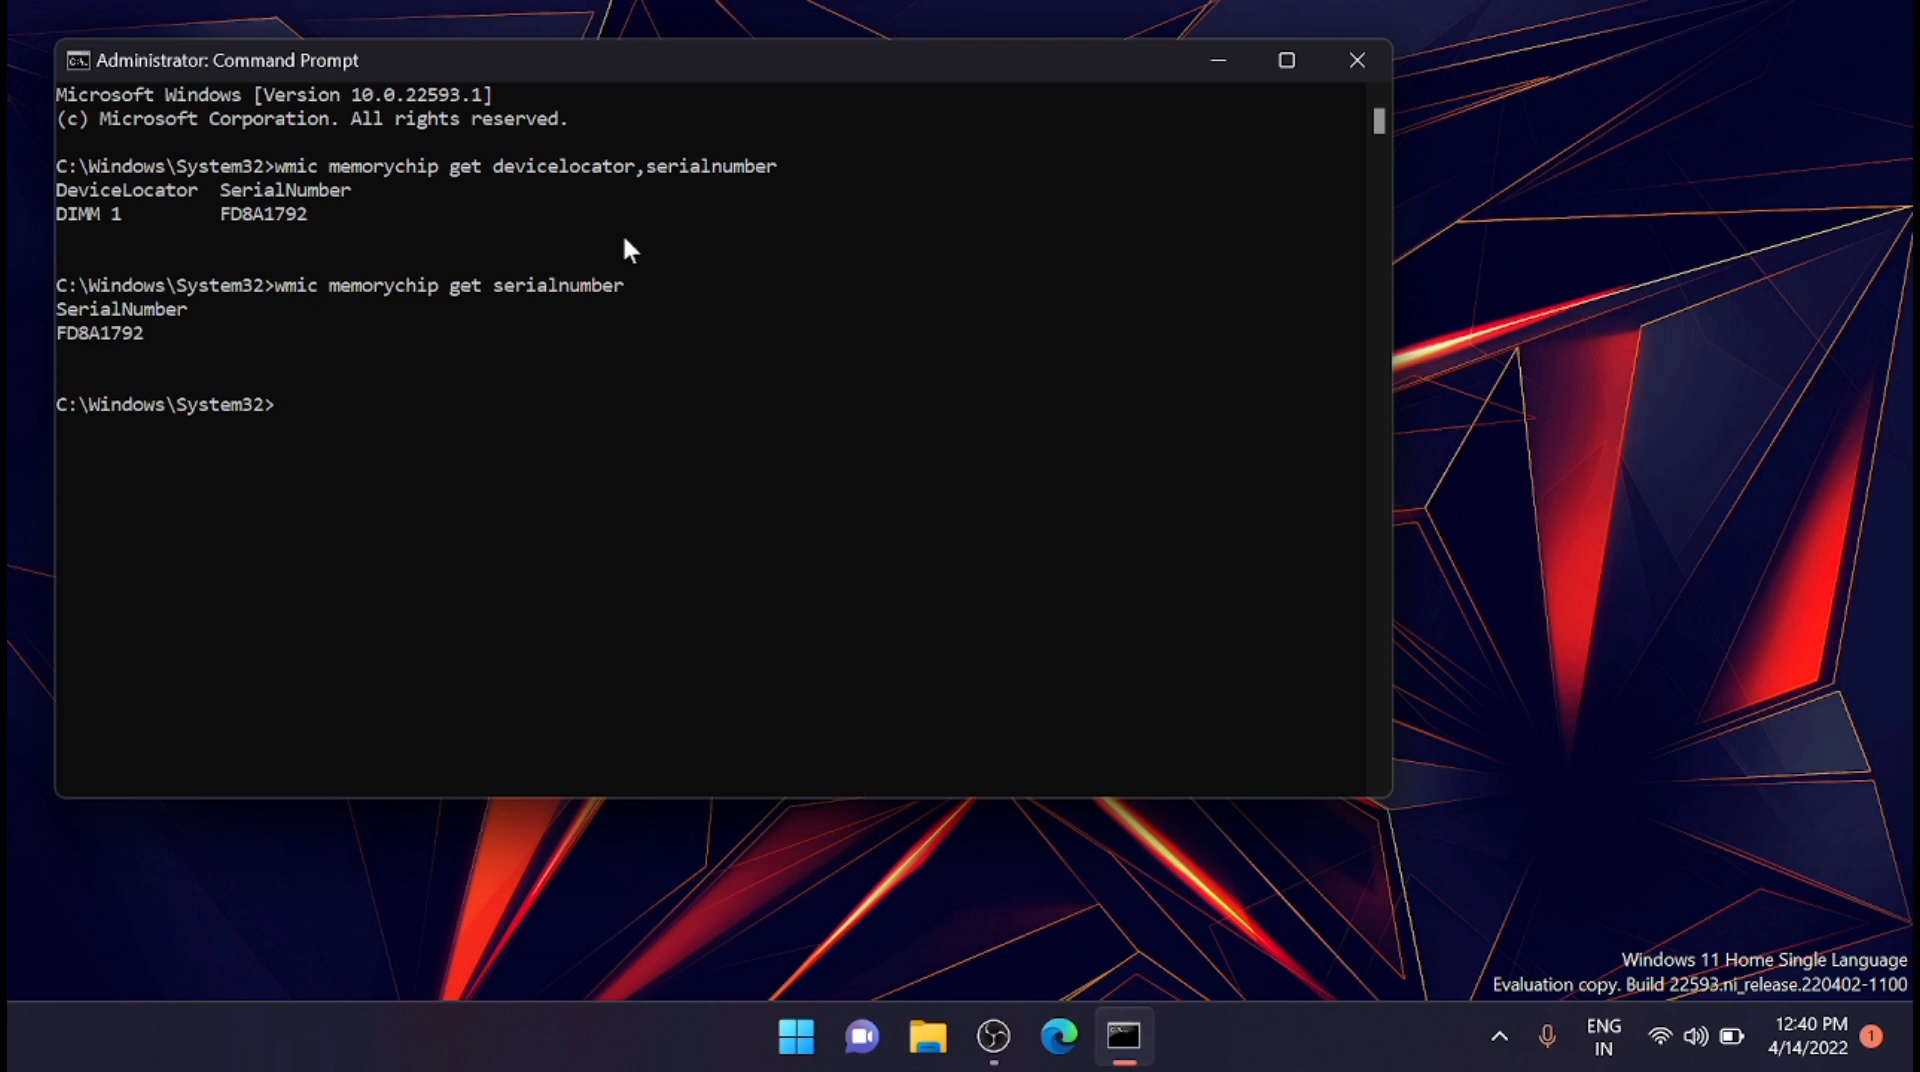 Administrator: Command Prompt
Microsoft Windows [Version 10.0.22593.1]
(c) Microsoft Corporation. All rights reserved.
C:\Windows\System32>wmic memorychip get devicelocator,serialnumber
DeviceLocator  SerialNumber
DIMM 1         FD8A1792
C:\Windows\System32>wmic memorychip get serialnumber
SerialNumber
FD8A1792
C:\Windows\System32>
Windows 11 Home Single Language
Evaluation copy. Build 22593.ni_release.220402-1100
ENG
IN
12:40 PM
4/14/2022
1